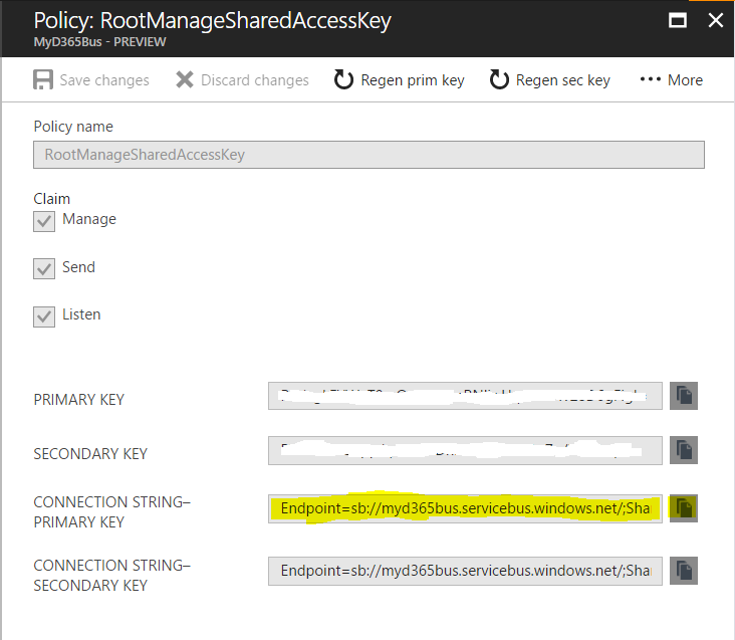 Policy: RootManageSharedAccessKey
MyD365Bus - PREVIEW
Save changes Discard changes Regen prim key Regen sec key ••• More
Policy name
RootManageSharedAccessKey
Claim
Manage
Send
Listen
PRIMARY KEY
SECONDARY KEY
CONNECTION STRING–
PRIMARY KEY
Endpoint=sb://myd365bus.servicebus.windows.net/;Sha
CONNECTION STRING–
SECONDARY KEY
Endpoint=sb://myd365bus.servicebus.windows.net/;Sha